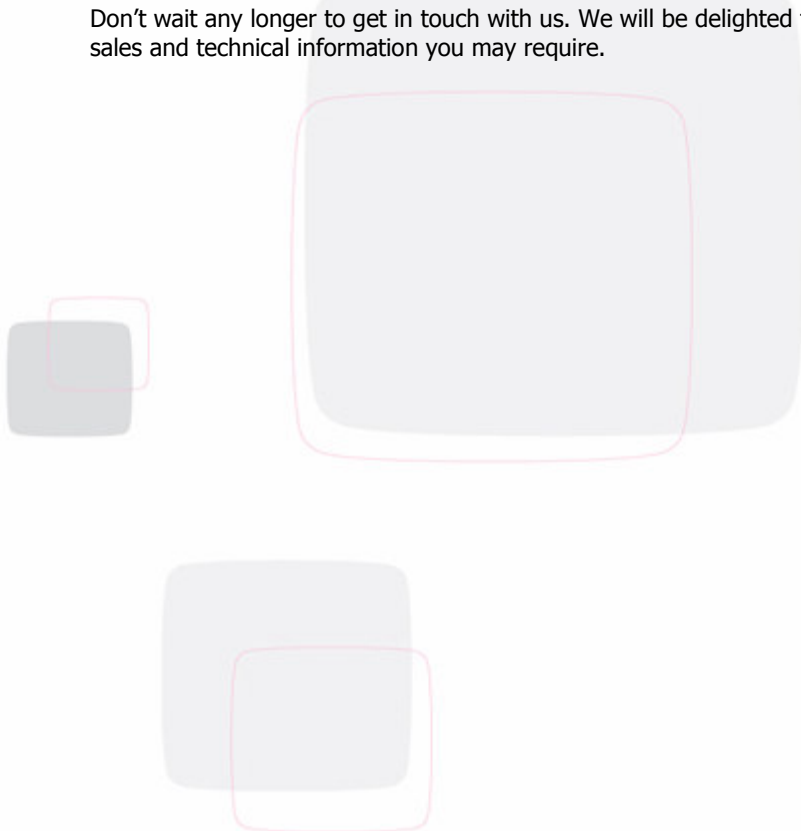 Don’t wait any longer to get in touch with us. We will be delighted
sales and technical information you may require.